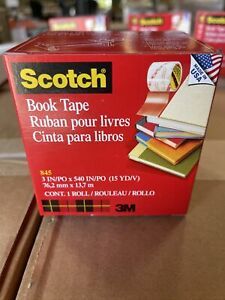 Scotch
MADE IN USA
Book Tape
Ruban pour livres
Cinta para libros
845
3 IN/PO x 540 IN/PO (15 YD/V)
76,2 mm x 13,7 m
CONT. 1 ROLL / ROULEAU / ROLLO
3M